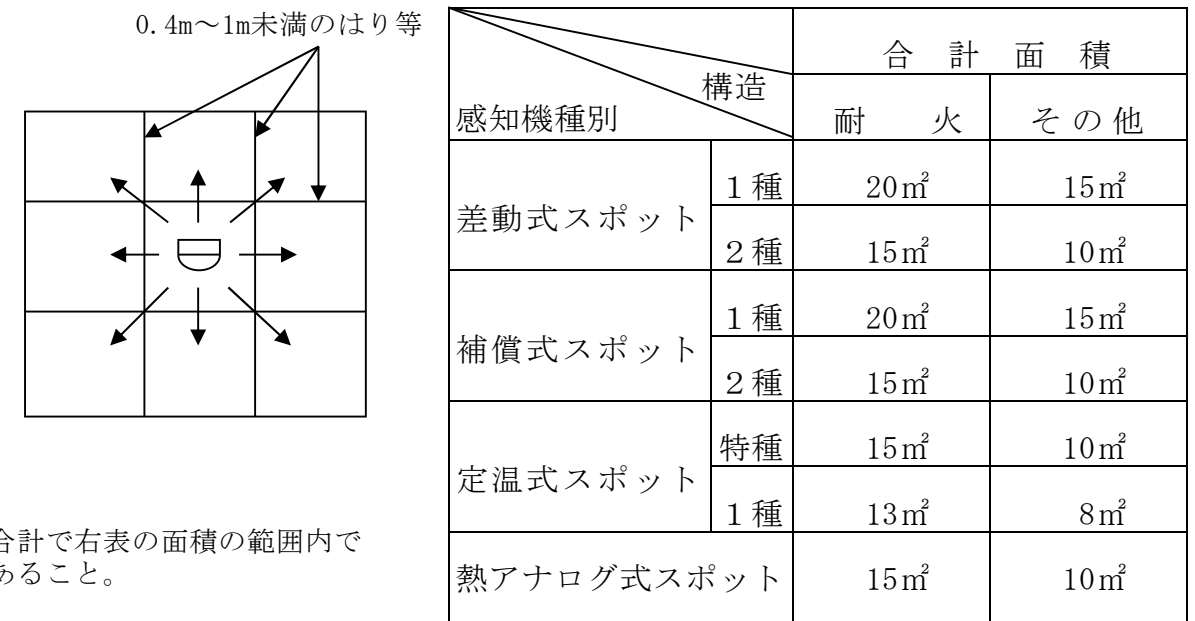 0.4m～1m未満のはり等
合計で右表の面積の範囲内で
あること。
合計面積
構造
感知機種別
耐火 その他
差動式スポット 1種 20㎡ 15㎡
2種 15㎡ 10㎡
補償式スポット 1種 20㎡ 15㎡
2種 15㎡ 10㎡
定温式スポット 特種 15㎡ 10㎡
1種 13㎡ 8㎡
熱アナログ式スポット 15㎡ 10㎡